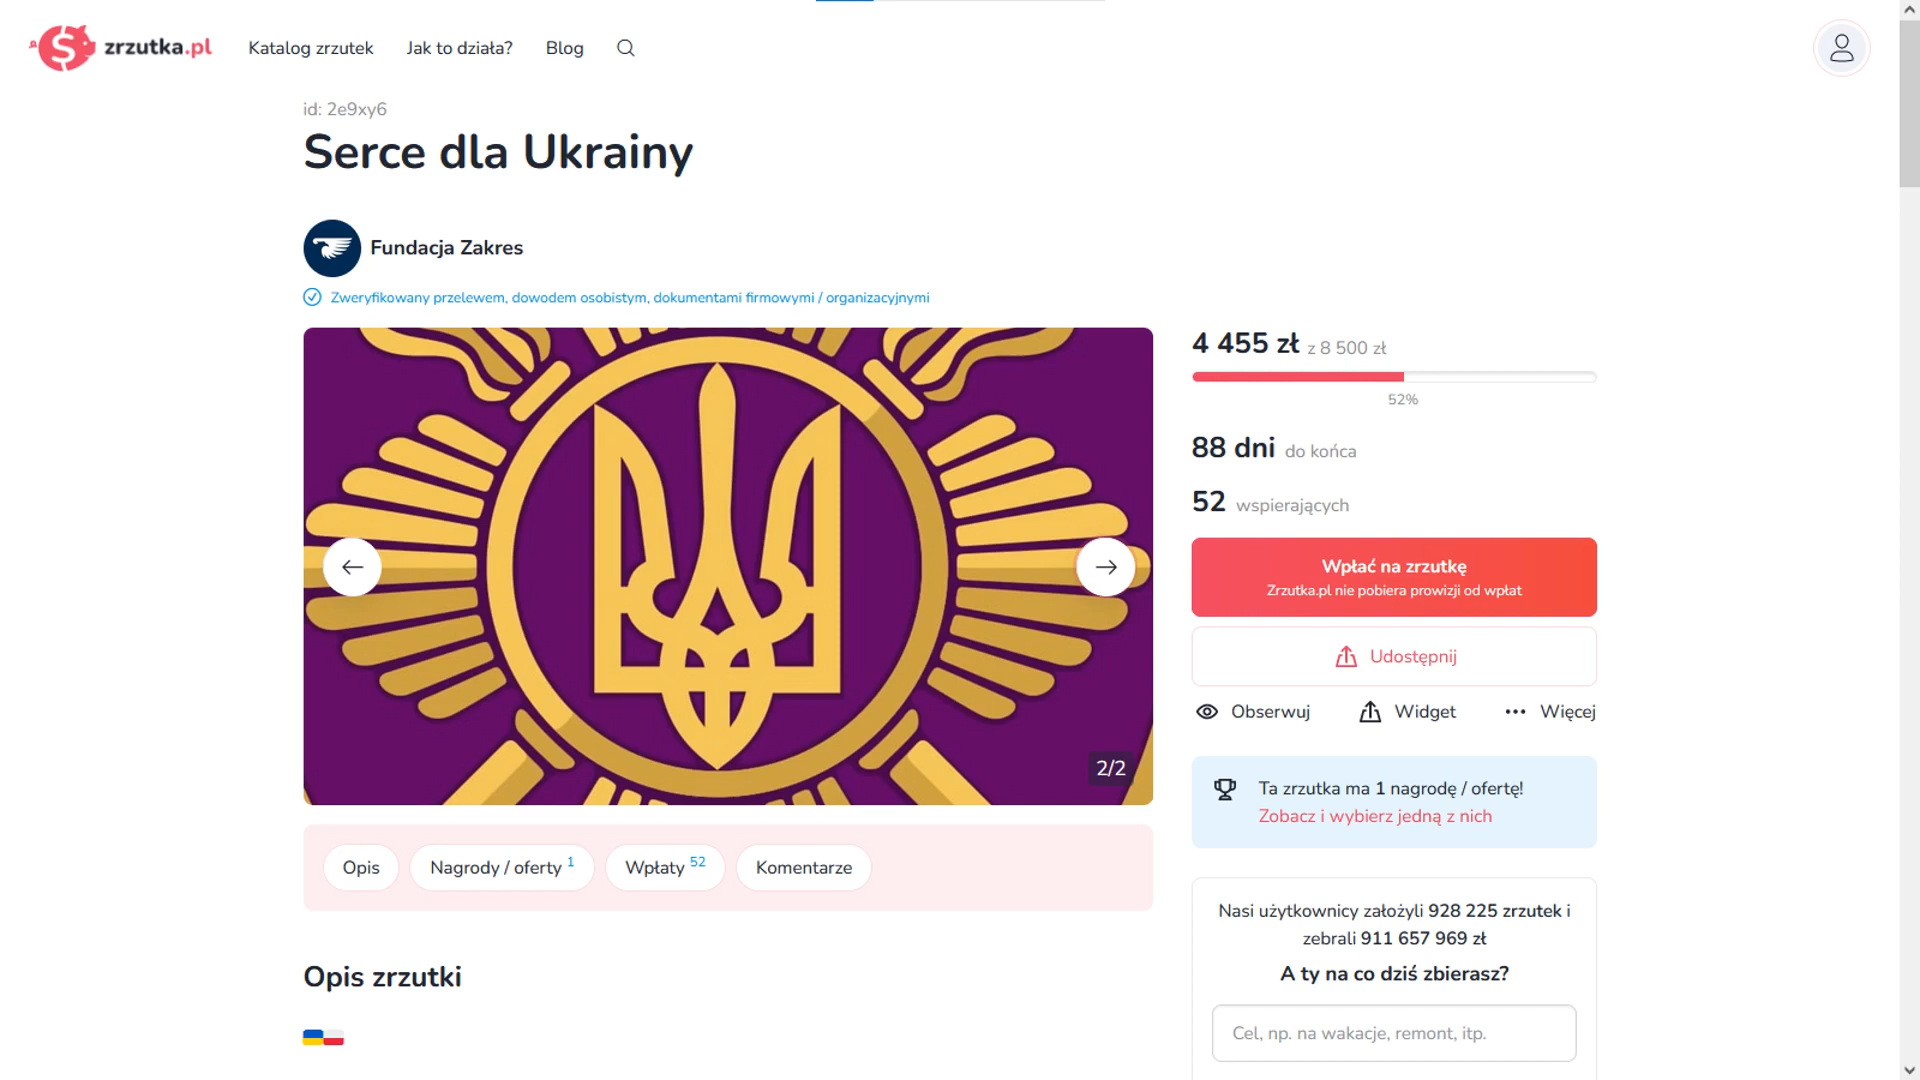 zrzutka.pl Katalog zrzutek Jak to działa? Blog
id: 2e9xy6
Serce dla Ukrainy
Fundacja Zakres
Zweryfikowany przelewem, dowodem osobistym, dokumentami firmowymi / organizacyjnymi
2/2
Opis Nagrody / oferty 1 Wpłaty 52 Komentarze
Opis zrzutki
4 455 zł z 8 500 zł
52%
88 dni do końca
52 wspierających
Wpłać na zrzutkę
Zrzutka.pl nie pobiera prowizji od wpłat
Udostępnij
Obserwuj Widget Więcej
Ta zrzutka ma 1 nagrodę / ofertę!
Zobacz i wybierz jedną z nich
Nasi użytkownicy założyli 928 225 zrzutek i
zebrali 911 657 969 zł
A ty na co dziś zbierasz?
Cel, np. na wakacje, remont, itp.